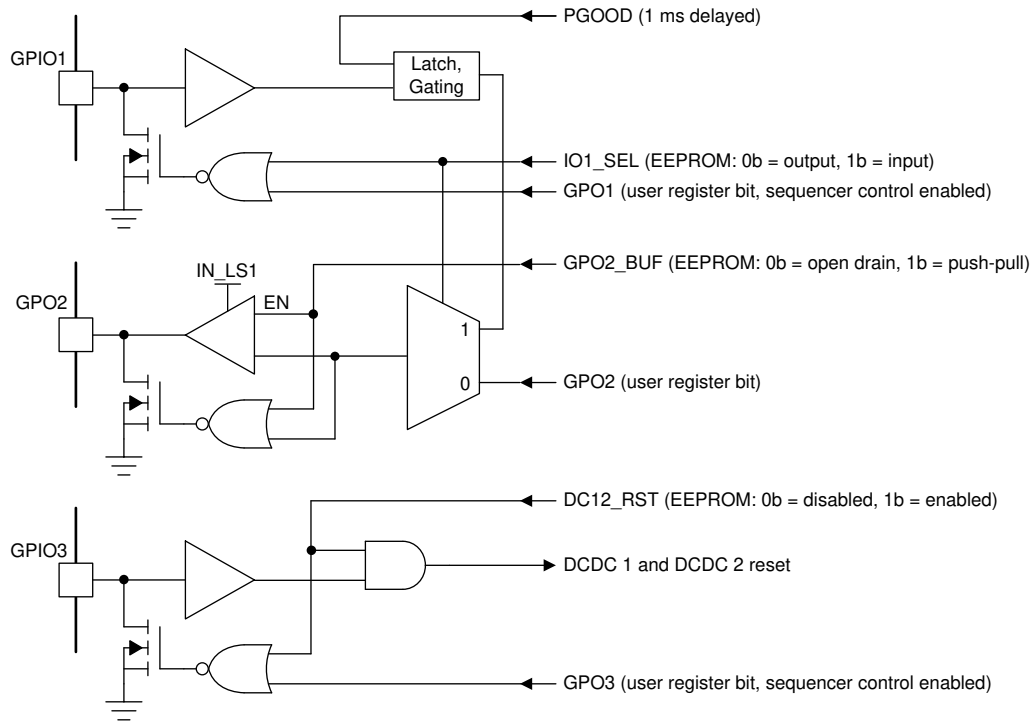 PGOOD (1 ms delayed)
GPIO1
Latch,
Gating
IO1_SEL (EEPROM: 0b = output, 1b = input)
GPO1 (user register bit, sequencer control enabled)
GPO2_BUF (EEPROM: 0b = open drain, 1b = push-pull)
IN_LS1
EN
GPO2
1
0
GPO2 (user register bit)
DC12_RST (EEPROM: 0b = disabled, 1b = enabled)
GPIO3
DCDC 1 and DCDC 2 reset
GPO3 (user register bit, sequencer control enabled)